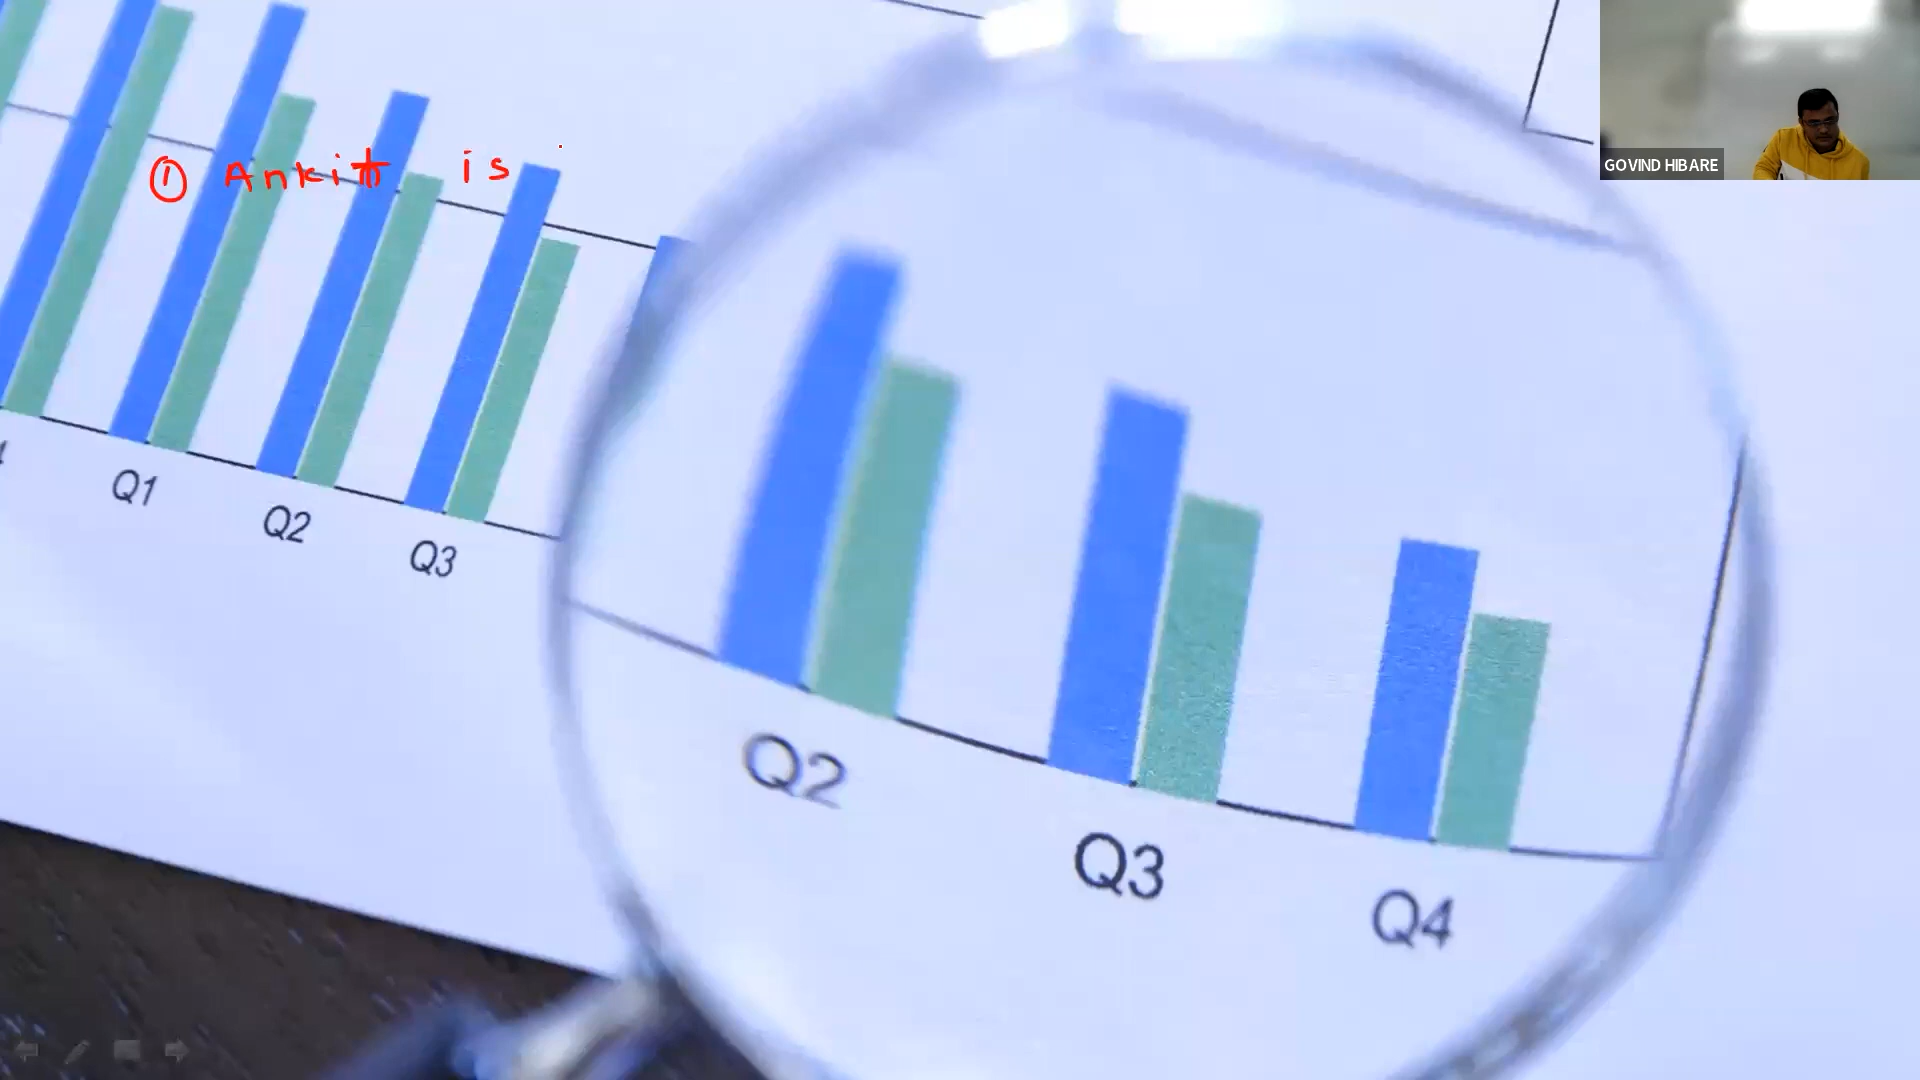 GOVIND HIBARE
① Ankit is
Q1
Q2
Q3
Q2
Q3
Q4